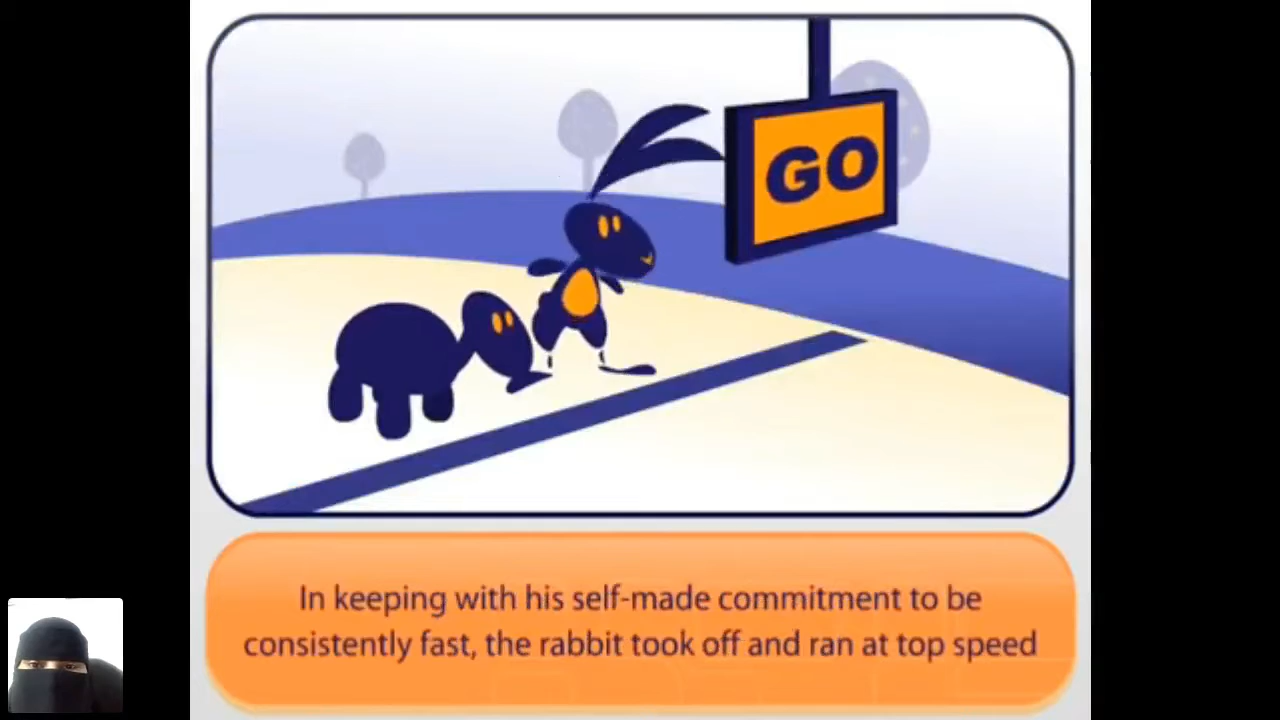 GO
In keeping with his self-made commitment to be
consistently fast, the rabbit took off and ran at top speed